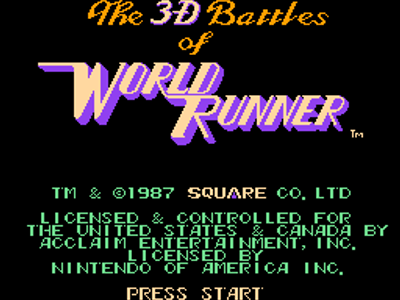 The 3-D Battles
of
WORLD
RUNNER
TM
TM & ©1987 SQUARE CO. LTD
LICENSED & CONTROLLED FOR
THE UNITED STATES & CANADA BY
ACCLAIM ENTERTAINMENT, INC.
LICENSED BY
NINTENDO OF AMERICA INC.
PRESS START